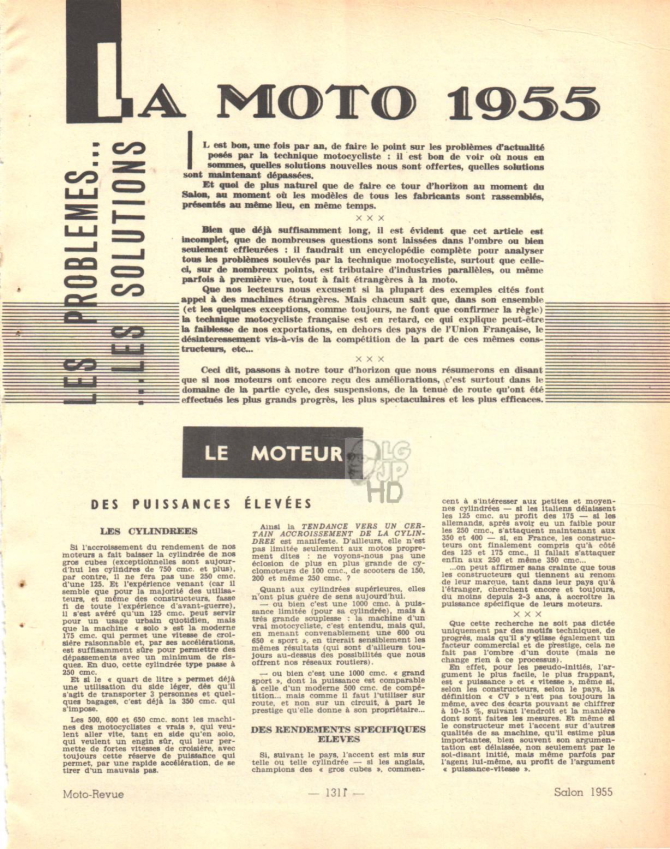 LA MOTO 1955
LES PROBLEMES...
...LES SOLUTIONS
IL est bon, une fois par an, de faire le point sur les problèmes d'actualité
posés par la technique motocycliste : il est bon de voir où nous en
sommes, quelles solutions nouvelles nous sont offertes, quelles solutions
sont maintenant dépassées.
Et quoi de plus naturel que de faire ce tour d'horizon au moment du
Salon, au moment où les modèles de tous les fabricants sont rassemblés,
présentés au même lieu, en même temps.
× × ×
Bien que déjà suffisamment long, il est évident que cet article est
incomplet, que de nombreuses questions sont laissées dans l'ombre ou bien
seulement effleurées : il faudrait un encyclopédie complète pour analyser
tous les problèmes soulevés par la technique motocycliste, surtout que celle-
ci, sur de nombreux points, est tributaire d'industries parallèles, ou même
parfois à première vue, tout à fait étrangères à la moto.
Que nos lecteurs nous excusent si la plupart des exemples cités font
appel à des machines étrangères. Mais chacun sait que, dans son ensemble
(et les quelques exceptions, comme toujours, ne font que confirmer la règle)
la technique motocycliste française est en retard, ce qui explique peut-être
la faiblesse de nos exportations, en dehors des pays de l'Union Française, le
désinteressement vis-à-vis de la compétition de la part de ces mêmes cons-
tructeurs, etc...
× × ×
Ceci dit, passons à notre tour d'horizon que nous résumerons en disant
que si nos moteurs ont encore reçu des améliorations, c'est surtout dans le
domaine de la partie cycle, des suspensions, de la tenue de route qu'ont été
effectués les plus grands progrès, les plus spectaculaires et les plus efficaces.
LE MOTEUR
LG
JP
HD
DES PUISSANCES ÉLEVÉES
LES CYLINDREES
Si l'accroissement du rendement de nos
moteurs a fait baisser la cylindrée de nos
gros cubes (exceptionnelles sont aujour-
d'hui les cylindres de 750 cmc. et plus),
par contre, il ne fera pas une 250 cmc.
d'une 125. Et l'expérience venant (car il
semble que pour la majorité des utilisa-
teurs, et même des constructeurs, fasse
fi de toute l'expérience d'avant-guerre),
il s'est avéré qu'un 125 cmc. peut servir
pour un usage urbain quotidien, mais
que la machine « solo » est la moderne
175 cmc. qui permet une vitesse de croi-
sière raisonnable et, par ses accélérations,
est suffisamment sûre pour permettre des
dépassements avec un minimum de ris-
ques. En duo, cette cylindrée type passe à
250 cmc.
Et si le « quart de litre » permet déjà
une utilisation du side léger, dès qu'il
s'agit de transporter 3 personnes et quel-
ques bagages, c'est déjà la 350 cmc. qui
s'impose.
Les 500, 600 et 650 cmc. sont les machi-
nes des motocyclistes « vrais », qui veu-
lent aller vite, tant en side qu'en solo,
qui veulent un engin sûr, qui leur per-
mette de fortes vitesses de croisière, avec
toujours cette réserve de puissance qui
permet, par une rapide accélération, de se
tirer d'un mauvais pas.
Ainsi la TENDANCE VERS UN CER-
TAIN ACCROISSEMENT DE LA CYLIN-
DREE est manifeste. D'ailleurs, elle n'est
pas limitée seulement aux motos propre-
ment dites : ne voyons-nous pas une
éclosion de plus en plus grande de cy-
clomoteurs de 100 cmc., de scooters de 150,
200 et même 250 cmc. ?
Quant aux cylindrées supérieures, elles
n'ont plus guère de sens aujourd'hui.
— ou bien c'est une 1000 cmc. à puis-
sance limitée (pour sa cylindrée), mais à
très grande souplesse : la machine d'un
vrai motocycliste, c'est entendu, mais qui,
en menant convenablement une 600 ou
650 « sport », en tirerait sensiblement les
mêmes résultats (qui sont d'ailleurs tou-
jours au-dessus des possibilités que nous
offrent nos réseaux routiers).
— ou bien c'est une 1000 cmc. « grand
sport », dont la puissance est comparable
à celle d'un moderne 500 cmc. de compé-
tition... mais comme il faut l'utiliser sur
route, et non sur un circuit, à part le
prestige qu'elle donne à son propriétaire...
DES RENDEMENTS SPECIFIQUES
ELEVES
Si, suivant le pays, l'accent est mis sur
telle ou telle cylindrée — si les anglais,
champions des « gros cubes », commen-
cent à s'intéresser aux petites et moyen-
nes cylindrées — si les italiens délaissent
les 125 cmc. au profit des 175 — si les
allemands, après avoir eu un faible pour
les 250 cmc., s'attaquent maintenant aux
350 et 400 — si, en France, les construc-
teurs ont finalement compris qu'à côté
des 125 et 175 cmc., il fallait s'attaquer
enfin aux 250 et même 350 cmc...
...on peut affirmer sans crainte que tous
les constructeurs qui tiennent au renom
de leur marque, tant dans leur pays qu'à
l'étranger, cherchent encore et toujours,
du moins depuis 2-3 ans, à accroître la
puissance spécifique de leurs moteurs.
× × ×
Que cette recherche ne soit pas dictée
uniquement par des motifs techniques, de
progrès, mais qu'il s'y glisse également un
facteur commercial et de prestige, cela ne
fait pas l'ombre d'un doute (mais ne
change rien à ce processus).
En effet, pour les pseudo-initiés, l'ar-
gument le plus facile, le plus frappant,
est « puissance » et « vitesse », même si,
selon les constructeurs, selon le pays, la
définition « CV » n'est pas toujours la
même, avec des écarts pouvant se chiffrer
à 10-15 %, suivant l'endroit et la manière
dont sont faites les mesures. Et même si
le constructeur met l'accent sur d'autres
qualités de sa machine, qu'il estime plus
importantes, bien souvent son argumen-
tation est délaissée, non seulement par le
soi-disant initié, mais même parfois par
l'agent lui-même, au profit de l'argument
« puissance-vitesse ».
Moto-Revue
— 1311 —
Salon 1955